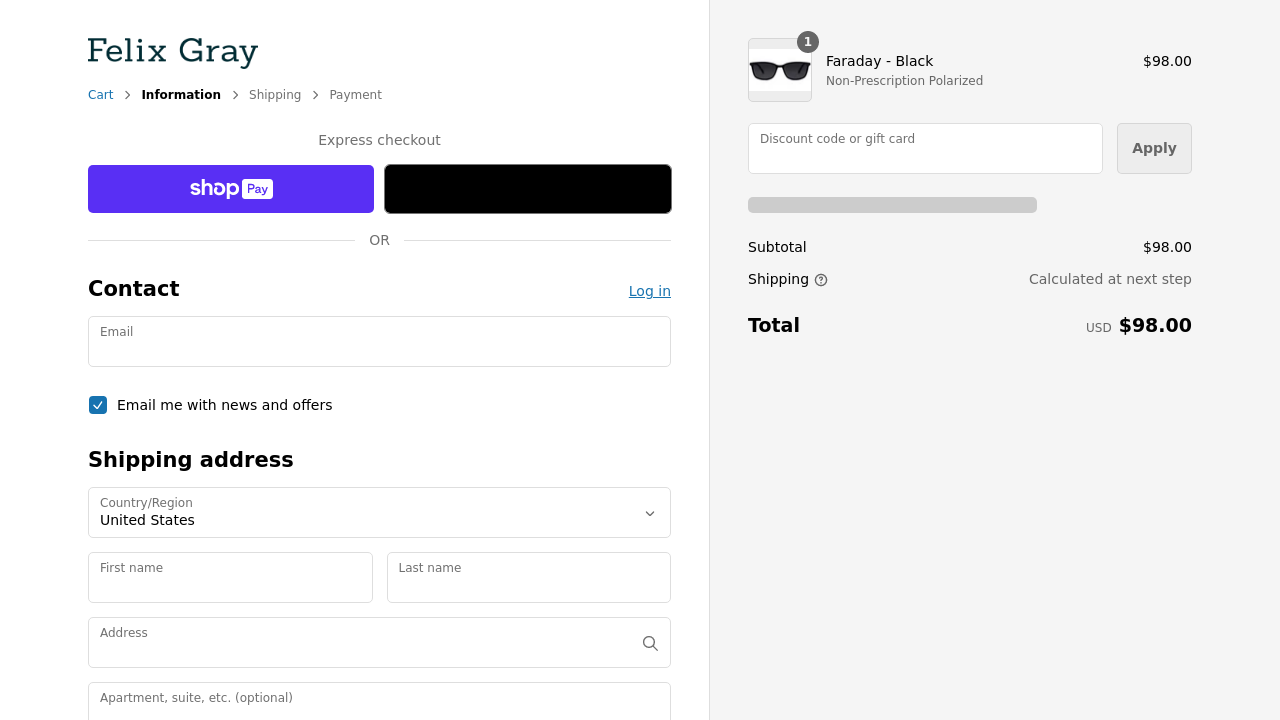 Felix Gray
Cart > Information > Shipping > Payment
Express checkout
shop Pay
OR
Contact
Log in
Email
Email me with news and offers
Shipping address
Country/Region
United States
First name
Last name
Address
Apartment, suite, etc. (optional)
1
Faraday - Black
$98.00
Non-Prescription Polarized
Discount code or gift card
Apply
Subtotal
$98.00
Shipping
Calculated at next step
Total
USD $98.00